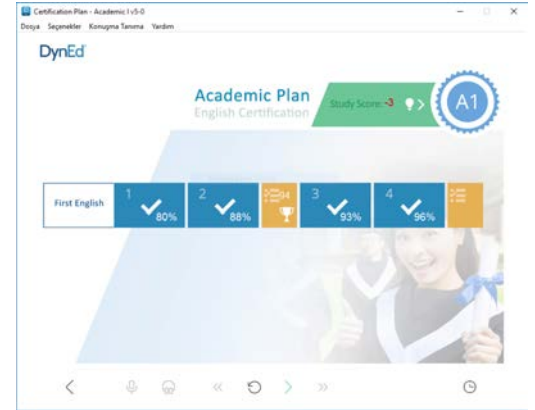 Certification Plan - Academic I v5-0
Dosya Seçenekler Konuşma Tanıma Yardım
DynEd
Academic Plan
English Certification
Study Score: -3
A1
First English
1
80%
2
88%
94
3
93%
4
96%